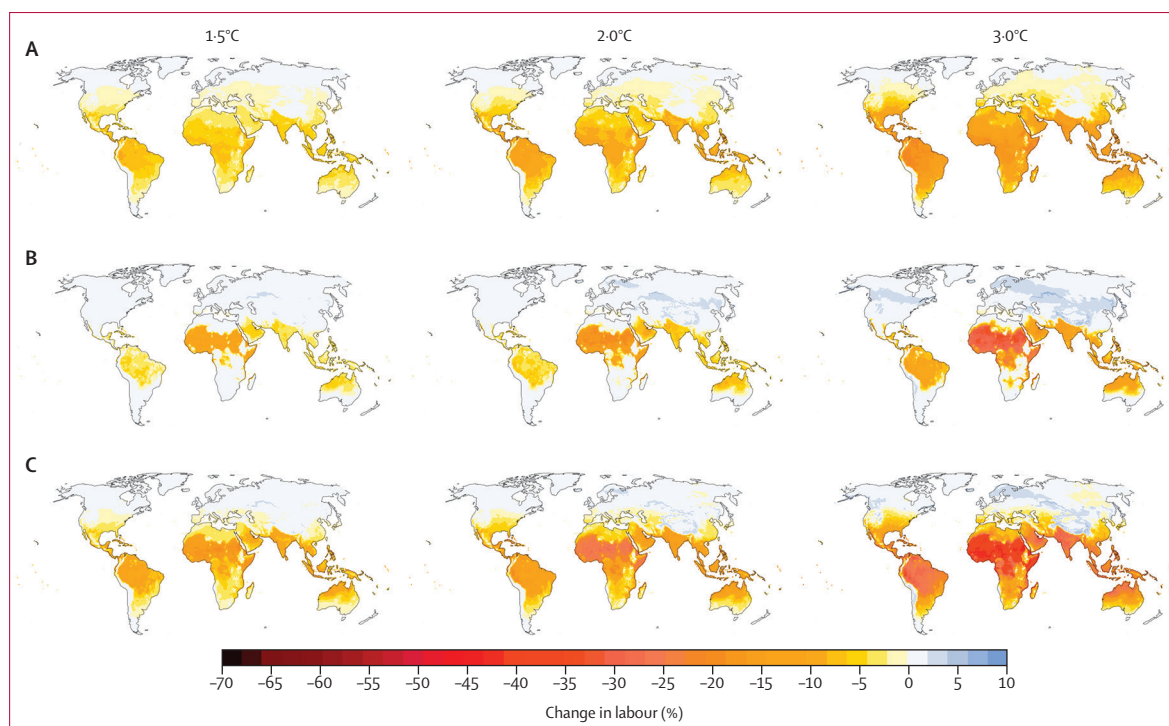 1·5°C 2·0°C 3·0°C
A
B
C
–70 –65 –60 –55 –50 –45 –40 –35 –30 –25 –20 –15 –10 –5 0 5 10
Change in labour (%)